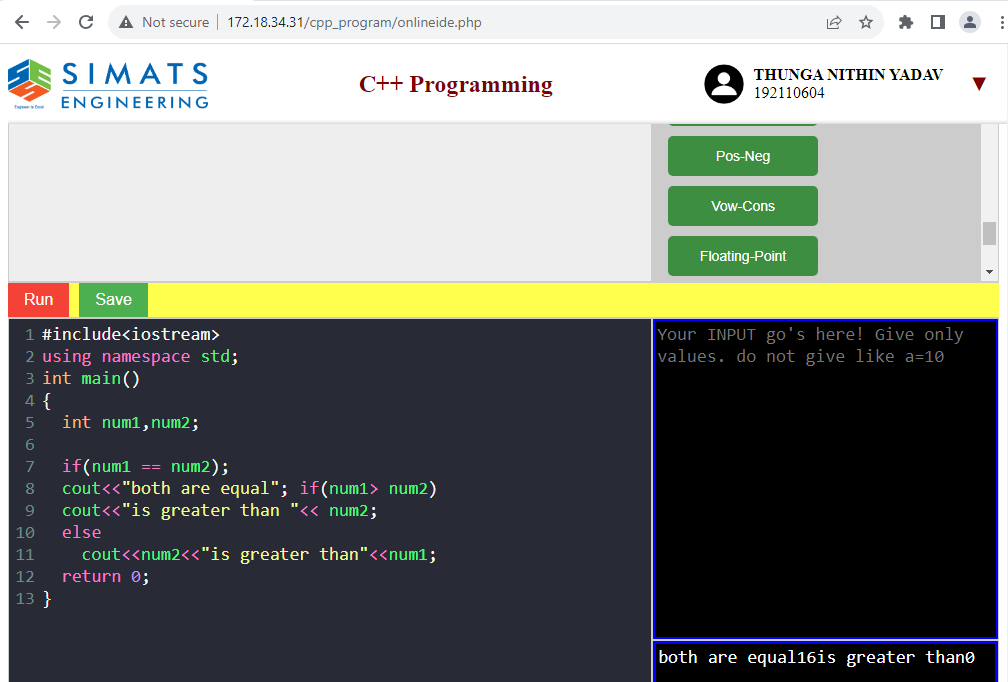 Not secure 172.18.34.31/cpp_program/onlineide.php
SIMATS
ENGINEERING
Engineer to Excel
C++ Programming
THUNGA NITHIN YADAV
192110604
Pos-Neg
Vow-Cons
Floating-Point
Run Save
1 #include<iostream>
2 using namespace std;
3 int main()
4 {
5 int num1,num2;
6
7 if(num1 == num2);
8 cout<<"both are equal"; if(num1> num2)
9 cout<<"is greater than "<< num2;
10 else
11 cout<<num2<<"is greater than"<<num1;
12 return 0;
13 }
Your INPUT go's here! Give only
values. do not give like a=10
both are equal16is greater than0